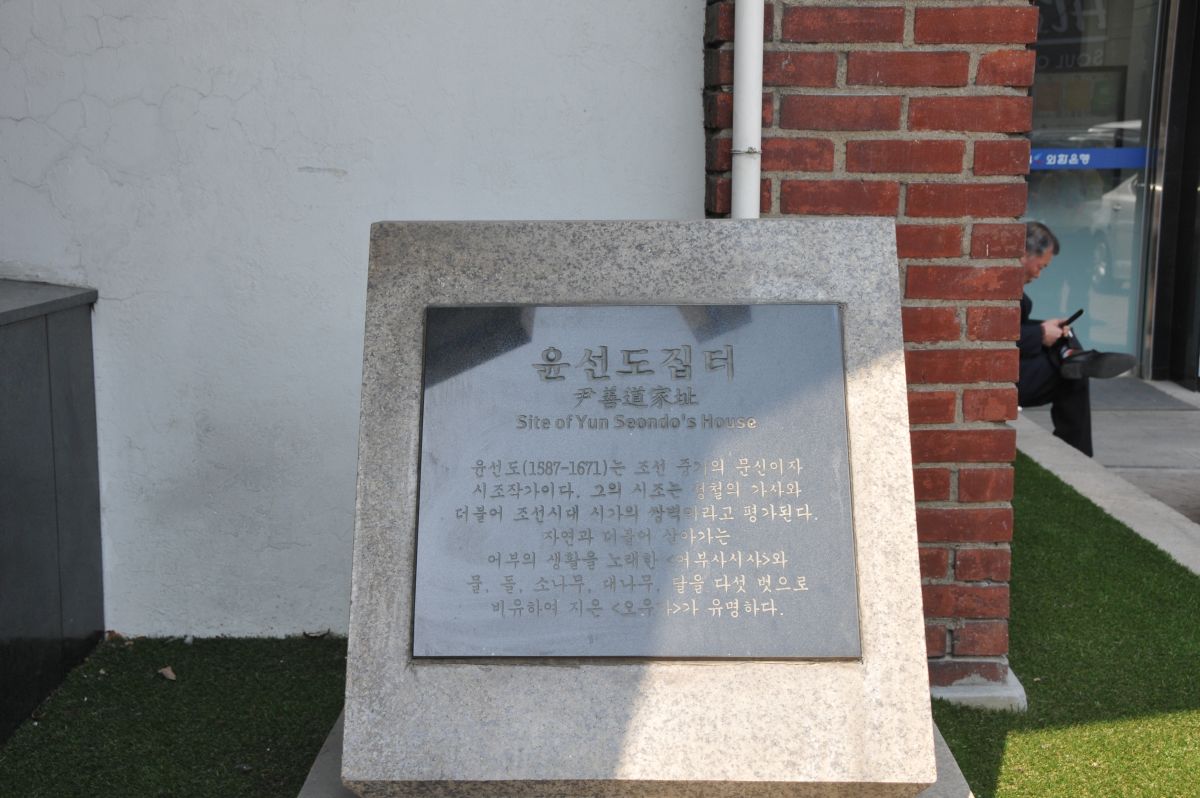 윤선도집터
尹善道家址
Site of Yun Seondo's House
윤선도(1587-1671)는 조선 중기의 문신이자
시조작가이다. 그의 시조는 정철의 가사와
더불어 조선시대 시가의 쌍벽이라고 평가된다.
자연과 더불어 살아가는
어부의 생활을 노래한 <어부사시사>와
물, 돌, 소나무, 대나무, 달을 다섯 벗으로
비유하여 지은 <오우가>가 유명하다.
외환은행